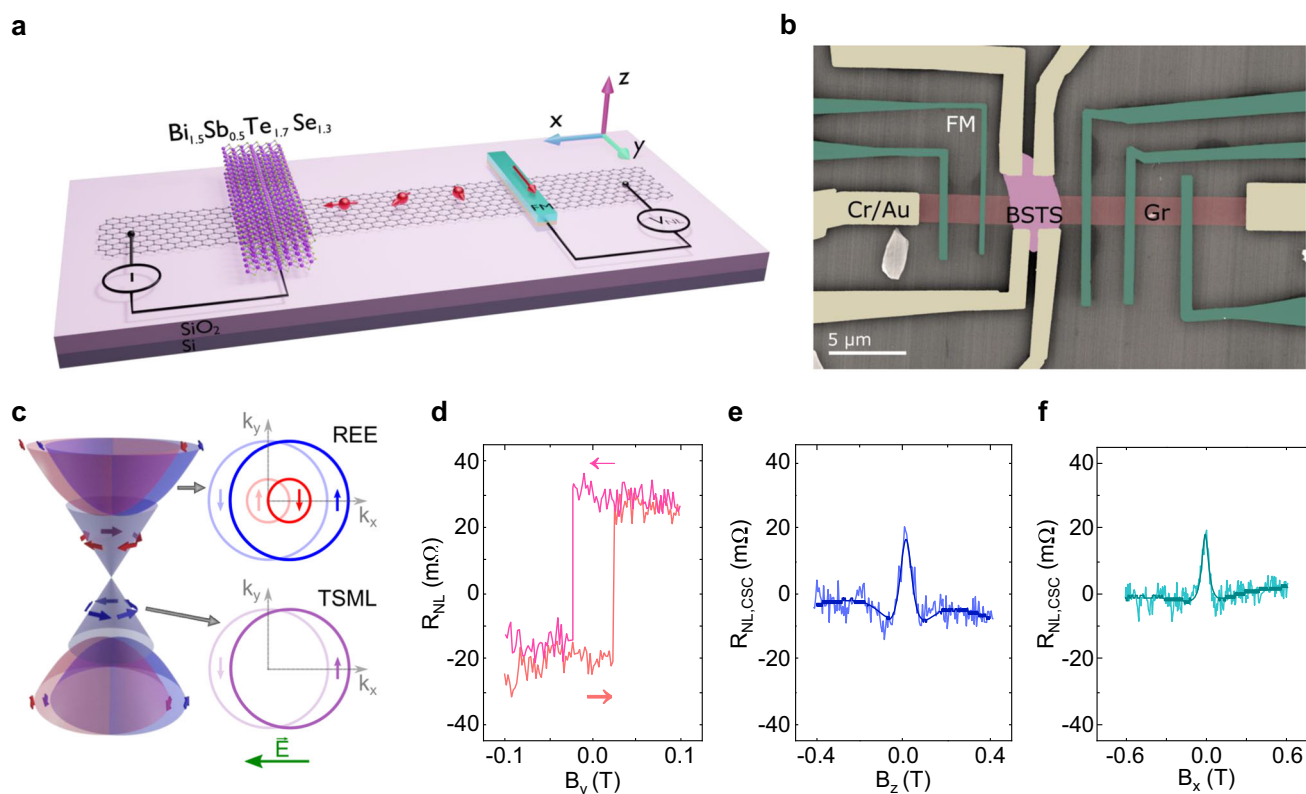 a
Bi1.5Sb0.5Te1.7Se1.3
x
z
y
FM
VNL
I
SiO2
Si
b
FM
Cr/Au
BSTS
Gr
5 µm
c
ky
REE
kx
ky
TSML
kx
E
d
40
20
0
-20
-40
RNL (mΩ)
-0.1
0.0
0.1
By (T)
e
40
20
0
-20
-40
RNL,CSC (mΩ)
-0.4
0.0
0.4
Bz (T)
f
40
20
0
-20
-40
RNL,CSC (mΩ)
-0.6
0.0
0.6
Bx (T)